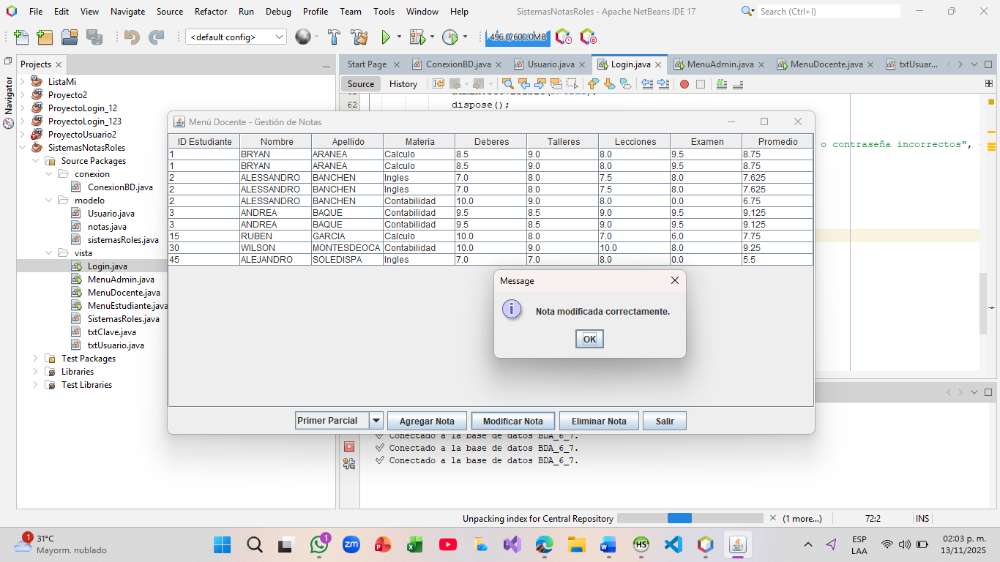 File Edit View Navigate Source Refactor Run Debug Profile Team Tools Window Help
SistemasNotasRoles - Apache NetBeans IDE 17
Search (Ctrl+I)
<default config>
496.0/600.0MB
Projects
Navigator
ListaMi
Proyecto2
ProyectoLogin_12
ProyectoLogin_123
ProyectoUsuario2
SistemasNotasRoles
Source Packages
conexion
ConexionBD.java
modelo
Usuario.java
notas.java
sistemasRoles.java
vista
Login.java
MenuAdmin.java
MenuDocente.java
MenuEstudiante.java
SistemasRoles.java
txtClave.java
txtUsuario.java
Test Packages
Libraries
Test Libraries
Start Page ConexionBD.java Usuario.java Login.java MenuAdmin.java MenuDocente.java txtUsuar...
Source History
62 dispose();
o contraseña incorrectos",
Menú Docente - Gestión de Notas
ID Estudiante Nombre Apellido Materia Deberes Talleres Lecciones Examen Promedio
1 BRYAN ARANEA Calculo 8.5 9.0 8.0 9.5 8.75
1 BRYAN ARANEA Calculo 8.5 9.0 8.0 9.5 8.75
2 ALESSANDRO BANCHEN Ingles 7.0 8.0 7.5 8.0 7.625
2 ALESSANDRO BANCHEN Ingles 7.0 8.0 7.5 8.0 7.625
2 ALESSANDRO BANCHEN Contabilidad 10.0 9.0 8.0 0.0 6.75
3 ANDREA BAQUE Contabilidad 9.5 8.5 9.0 9.5 9.125
3 ANDREA BAQUE Contabilidad 9.5 8.5 9.0 9.5 9.125
15 RUBEN GARCIA Calculo 10.0 8.0 7.0 6.0 7.75
30 WILSON MONTESDEOCA Contabilidad 10.0 9.0 10.0 8.0 9.25
45 ALEJANDRO SOLEDISPA Ingles 7.0 7.0 8.0 0.0 5.5
Message
Nota modificada correctamente.
OK
Primer Parcial Agregar Nota Modificar Nota Eliminar Nota Salir
Conectado a la base de datos BDA_6_7.
Conectado a la base de datos BDA_6_7.
Conectado a la base de datos BDA_6_7.
Unpacking index for Central Repository (1 more...) 72:2 INS
1
31°C
Mayorm. nublado
1
zm
HS
ESP
LAA
02:03 p. m.
13/11/2025